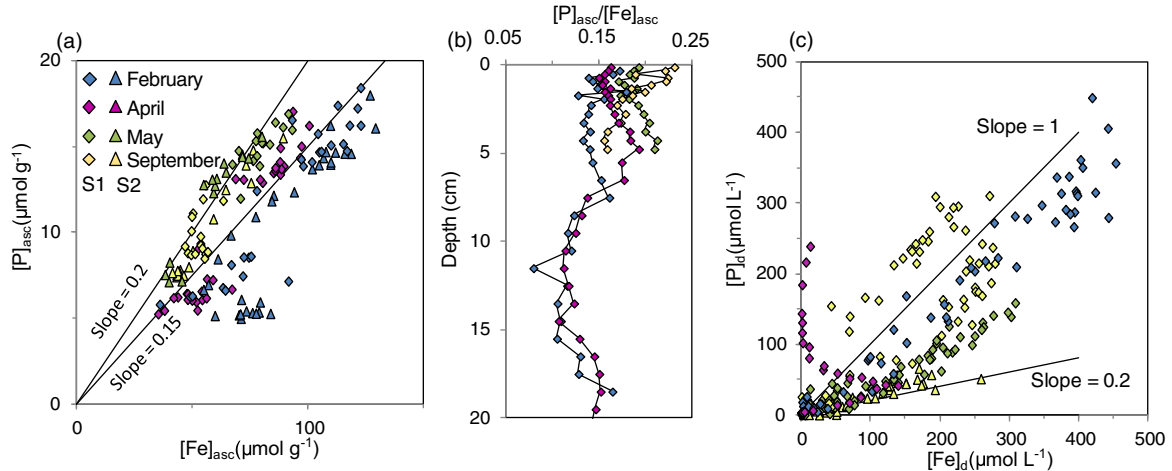 (a)
[P]asc(µmol g-1)
20
10
0
February
April
May
September
S1 S2
Slope = 0.2
Slope = 0.15
100
[Fe]asc(µmol g-1)
[P]asc/[Fe]asc
(b)
0.05 0.15 0.25
Depth (cm)
0
5
10
15
20
(c)
[P]d(µmol L-1)
500
400
300
200
100
0
Slope = 1
Slope = 0.2
0 100 200 300 400 500
[Fe]d(µmol L-1)